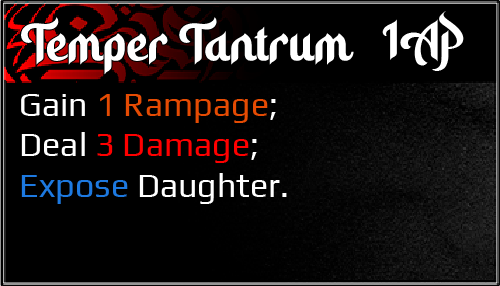 Temper Tantrum 1AP
Gain 1 Rampage;
Deal 3 Damage;
Expose Daughter.